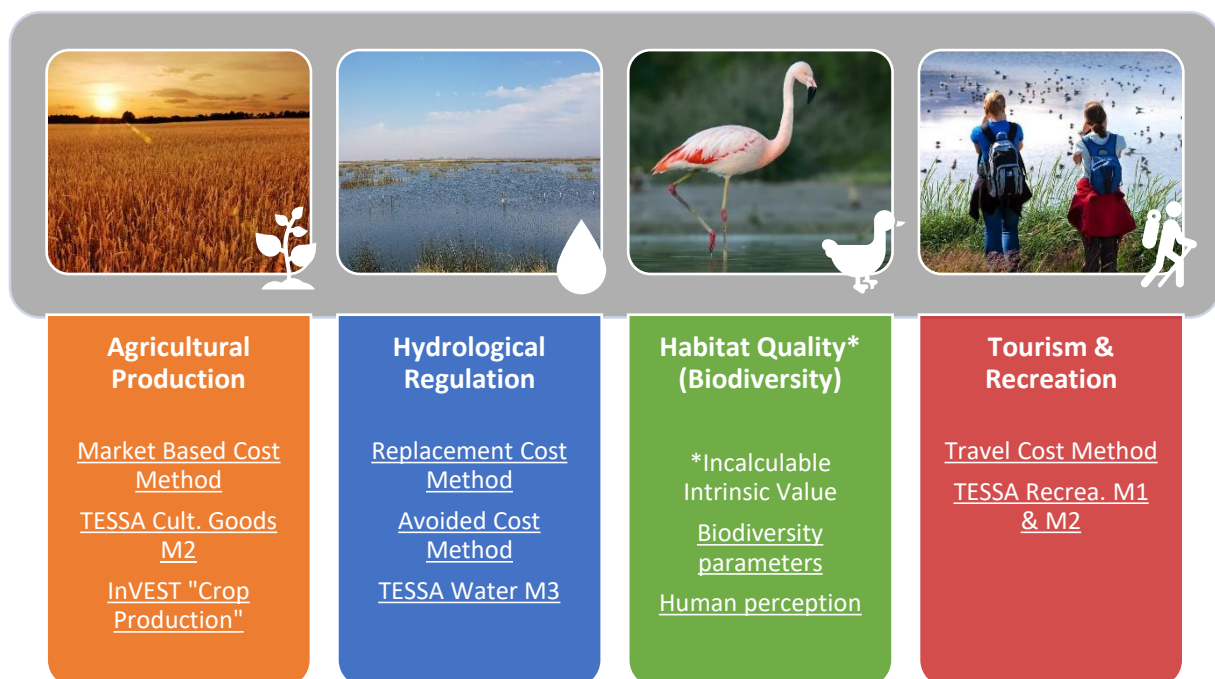 Agricultural
Production
Market Based Cost
Method
TESSA Cult. Goods
M2
InVEST "Crop
Production"
Hydrological
Regulation
Replacement Cost
Method
Avoided Cost
Method
TESSA Water M3
Habitat Quality*
(Biodiversity)
*Incalculable
Intrinsic Value
Biodiversity
parameters
Human perception
Tourism &
Recreation
Travel Cost Method
TESSA Recrea. M1
& M2